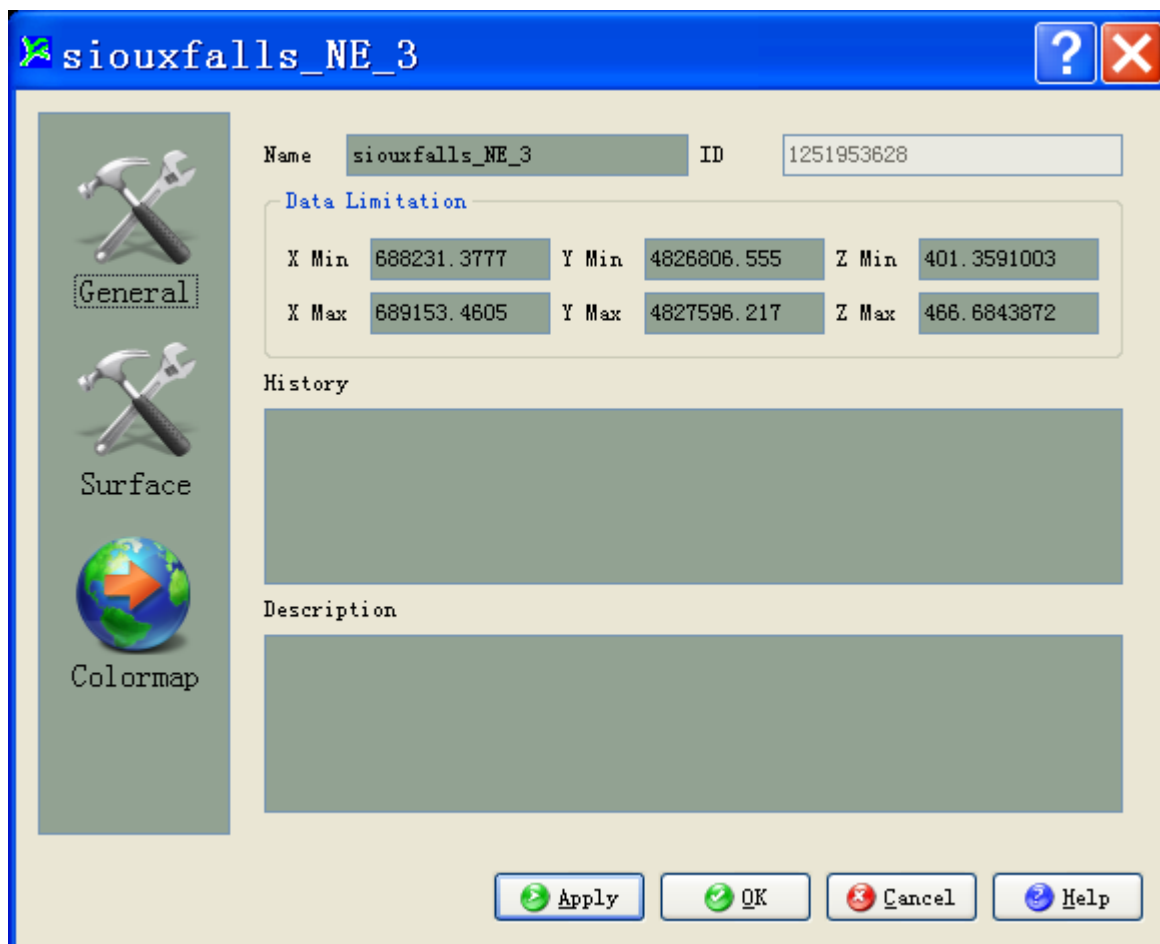 siouxfalls_NE_3
General
Surface
Colormap
Name siouxfalls_NE_3 ID 1251953628
Data Limitation
X Min 688231.3777 Y Min 4826806.555 Z Min 401.3591003
X Max 689153.4605 Y Max 4827596.217 Z Max 466.6843872
History
Description
Apply OK Cancel Help